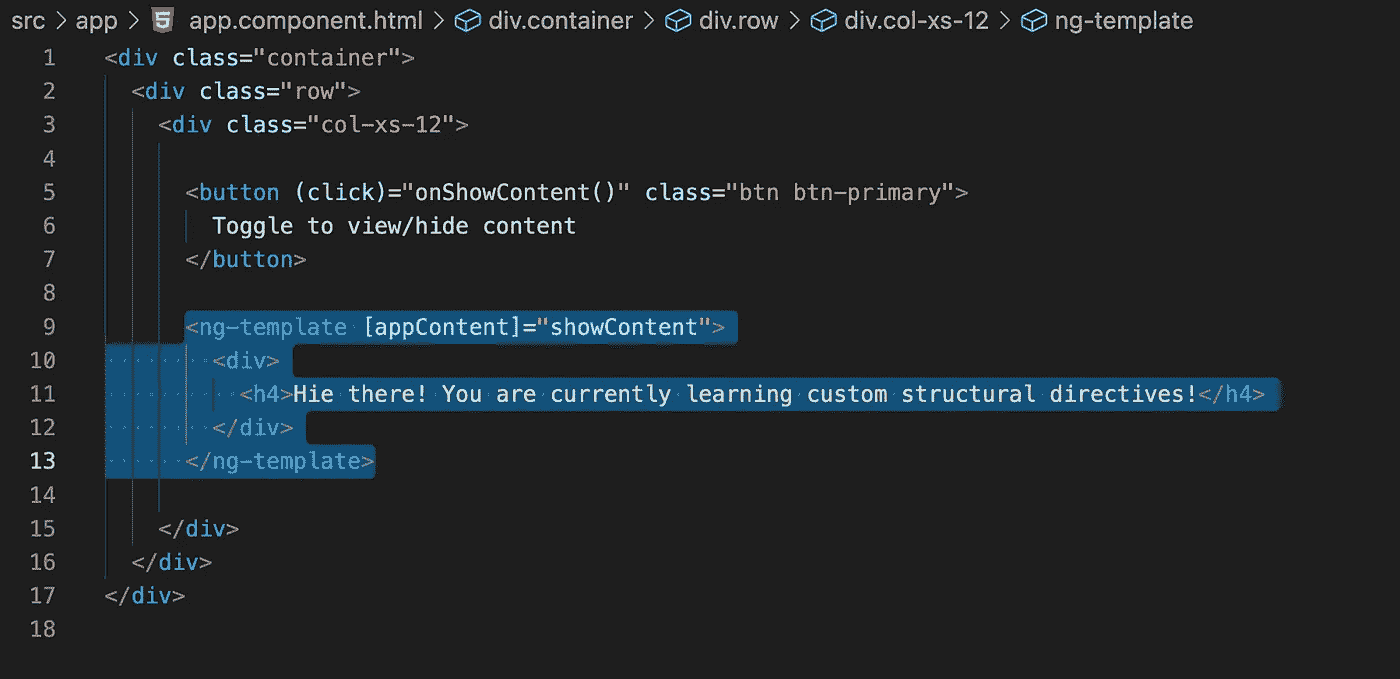 src > app > app.component.html > div.container > div.row > div.col-xs-12 > ng-template
1 <div class="container">
2 <div class="row">
3 <div class="col-xs-12">
4
5 <button (click)="onShowContent()" class="btn btn-primary">
6 Toggle to view/hide content
7 </button>
8
9 <ng-template [appContent]="showContent">
10 <div>
11 <h4>Hie there! You are currently learning custom structural directives!</h4>
12 </div>
13 </ng-template>
14
15 </div>
16 </div>
17 </div>
18